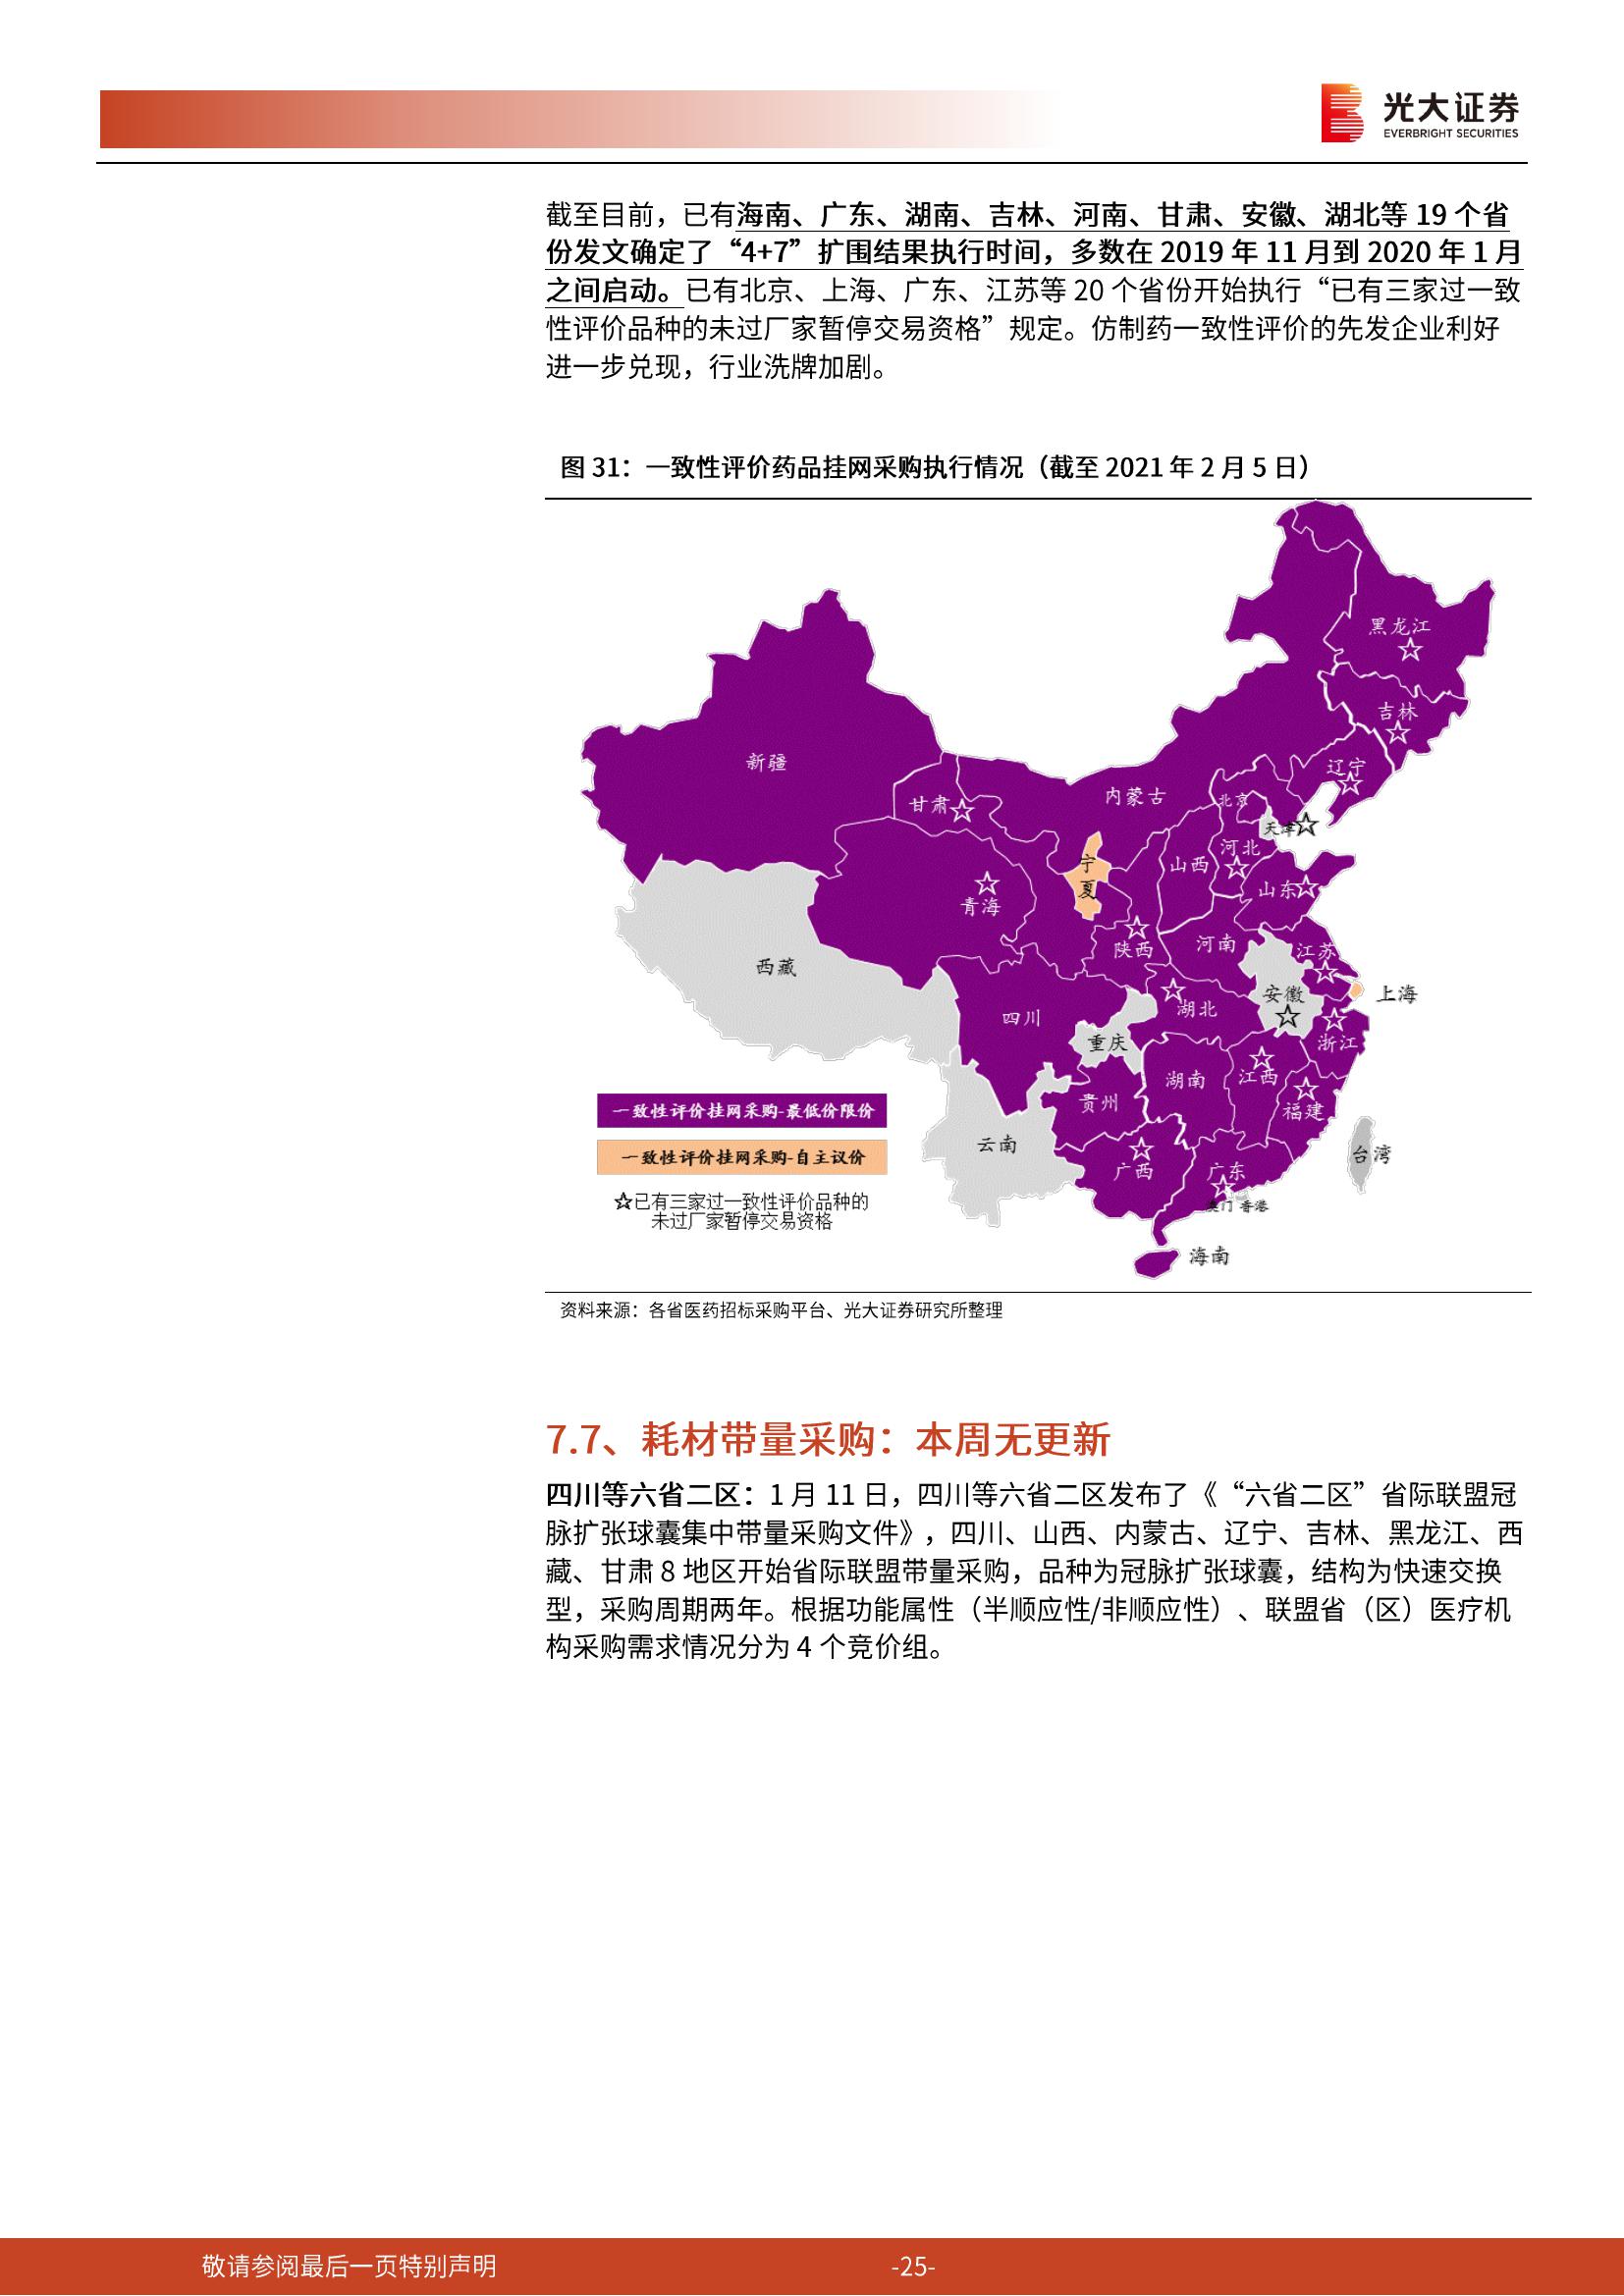 光大证券
EVERBRIGHT SECURITIES
截至目前，已有海南、广东、湖南、吉林、河南、甘肃、安徽、湖北等 19 个省
份发文确定了“4+7”扩围结果执行时间，多数在 2019 年 11 月到 2020 年 1 月
之间启动。已有北京、上海、广东、江苏等 20 个省份开始执行“已有三家过一致
性评价品种的未过厂家暂停交易资格”规定。仿制药一致性评价的先发企业利好
进一步兑现，行业洗牌加剧。
图 31：一致性评价药品挂网采购执行情况（截至 2021 年 2 月 5 日）
黑龙江
吉林
辽宁
新疆
内蒙古
甘肃
北京
天津
河北
山西
宁夏
山东
青海
陕西
河南
江苏
西藏
安徽
上海
湖北
四川
重庆
浙江
湖南
江西
贵州
福建
一致性评价挂网采购-最低价限价
云南
一致性评价挂网采购-自主议价
台湾
广西
广东
☆已有三家过一致性评价品种的
未过厂家暂停交易资格
澳门 香港
海南
资料来源：各省医药招标采购平台、光大证券研究所整理
7.7、耗材带量采购：本周无更新
四川等六省二区：1 月 11 日，四川等六省二区发布了《“六省二区”省际联盟冠
脉扩张球囊集中带量采购文件》，四川、山西、内蒙古、辽宁、吉林、黑龙江、西
藏、甘肃 8 地区开始省际联盟带量采购，品种为冠脉扩张球囊，结构为快速交换
型，采购周期两年。根据功能属性（半顺应性/非顺应性）、联盟省（区）医疗机
构采购需求情况分为 4 个竞价组。
敬请参阅最后一页特别声明
-25-